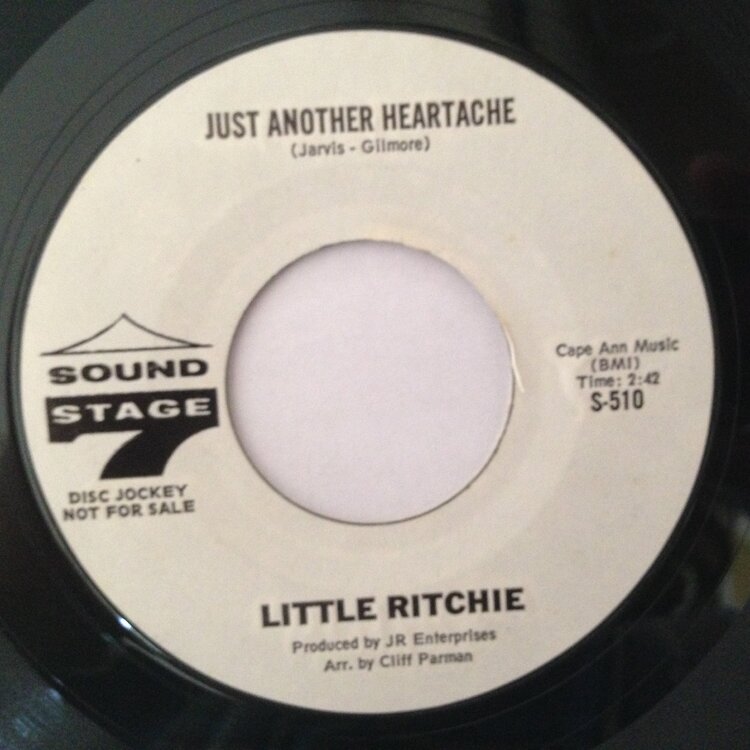 JUST ANOTHER HEARTACHE
(Jarvis - Gilmore)
SOUND
STAGE
7
DISC JOCKEY
NOT FOR SALE
Cape Ann Music
(BMI)
Time: 2:42
S-510
LITTLE RITCHIE
Produced by JR Enterprises
Arr. by Cliff Parman